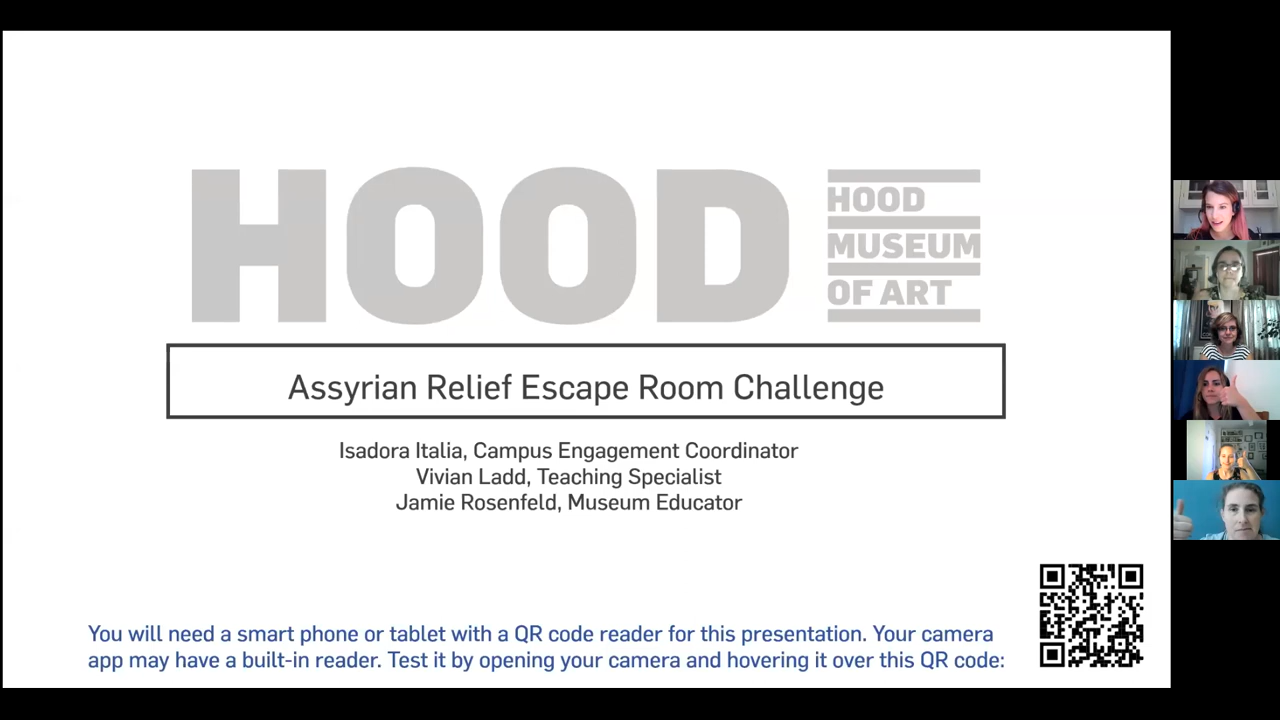 HOOD
HOOD
MUSEUM
OF ART
Assyrian Relief Escape Room Challenge
Isadora Italia, Campus Engagement Coordinator
Vivian Ladd, Teaching Specialist
Jamie Rosenfeld, Museum Educator
You will need a smart phone or tablet with a QR code reader for this presentation. Your camera
app may have a built-in reader. Test it by opening your camera and hovering it over this QR code: